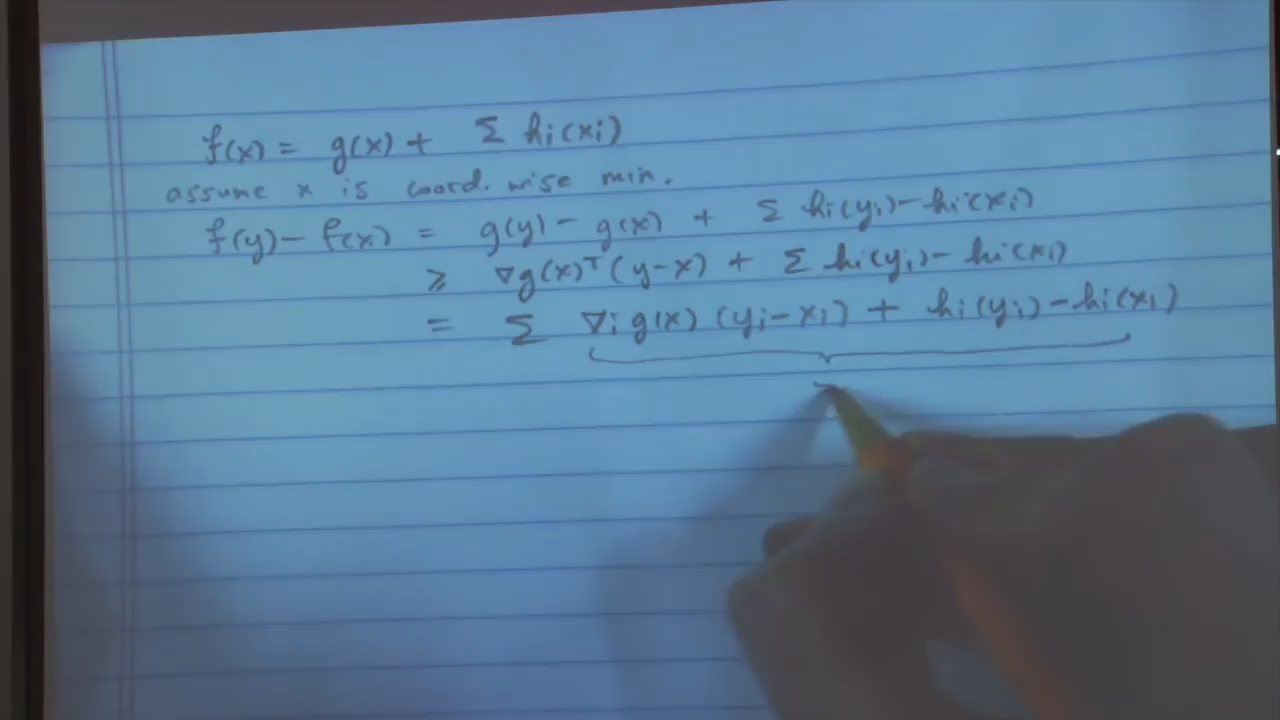 f(x) = g(x) + Σ hi(xi)
assume x is coord. wise min.
f(y) - f(x) = g(y) - g(x) + Σ hi(yi) - hi(xi)
≥ ∇g(x)ᵀ(y-x) + Σ hi(yi) - hi(xi)
= Σ ∇i g(x) (yi - xi) + hi(yi) - hi(xi)